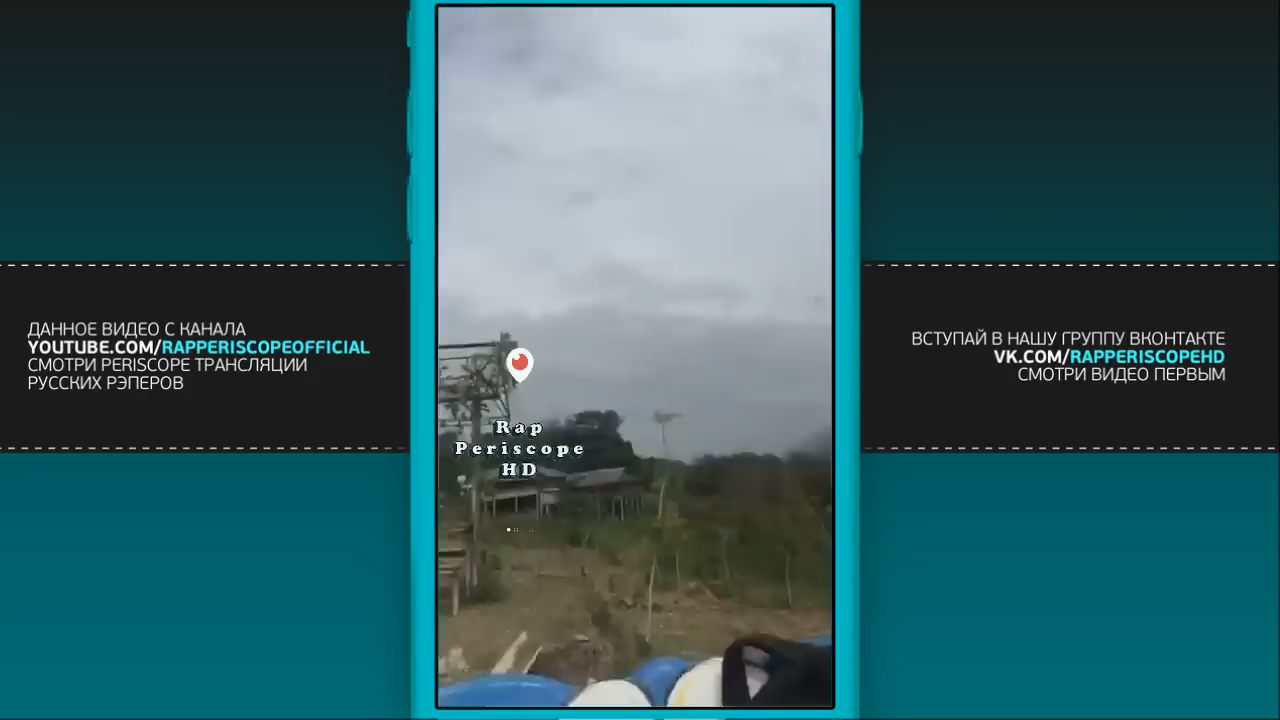 ДАННОЕ ВИДЕО С КАНАЛА
YOUTUBE.COM/RAPPERISCOPEOFFICIAL
СМОТРИ PERISCOPE ТРАНСЛЯЦИИ
РУССКИХ РЭПЕРОВ
Rap
Periscope
HD
ВСТУПАЙ В НАШУ ГРУППУ ВКОНТАКТЕ
VK.COM/RAPPERISCOPEHD
СМОТРИ ВИДЕО ПЕРВЫМ